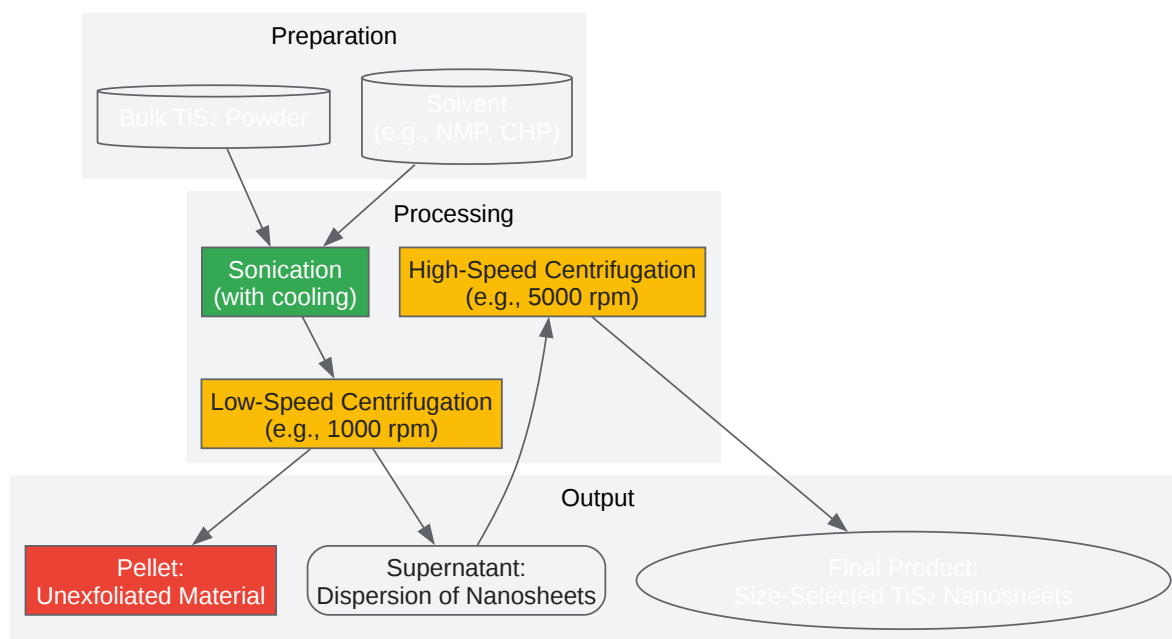 Preparation
Bulk TiS₂ Powder
Solvent
(e.g., NMP, CHP)
Processing
Sonication
(with cooling)
High-Speed Centrifugation
(e.g., 5000 rpm)
Low-Speed Centrifugation
(e.g., 1000 rpm)
Output
Pellet:
Unexfoliated Material
Supernatant:
Dispersion of Nanosheets
Final Product:
Size-Selected TiS₂ Nanosheets